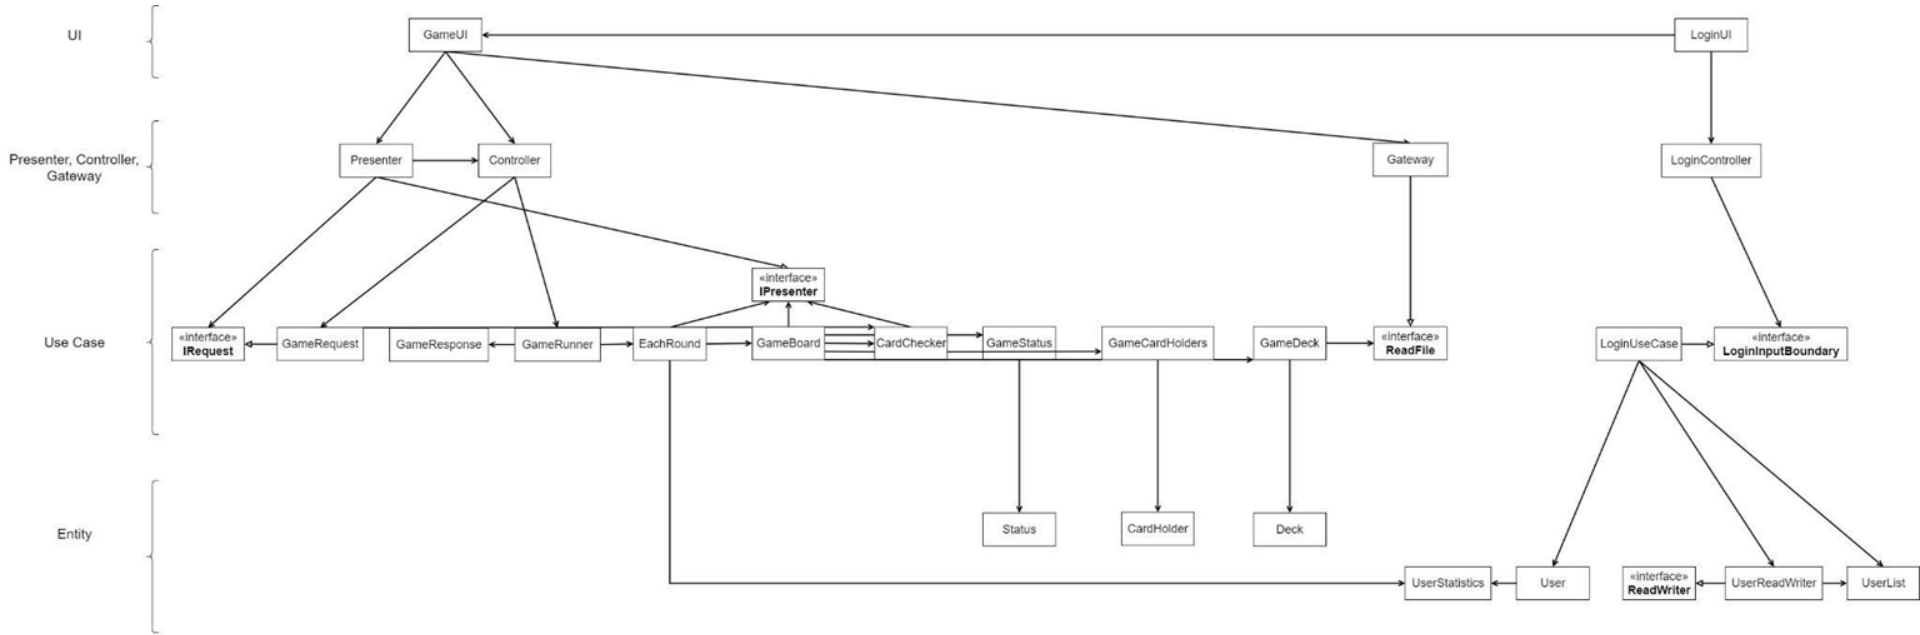 UI
GameUI
LoginUI
Presenter, Controller,
Gateway
Presenter
Controller
Gateway
LoginController
Use Case
«interface»
IPresenter
«interface»
IRequest
GameRequest
GameResponse
GameRunner
EachRound
GameBoard
CardChecker
GameStatus
GameCardHolders
GameDeck
«interface»
ReadFile
LoginUseCase
«interface»
LoginInputBoundary
Entity
Status
CardHolder
Deck
UserStatistics
User
«interface»
ReadWriter
UserReadWriter
UserList